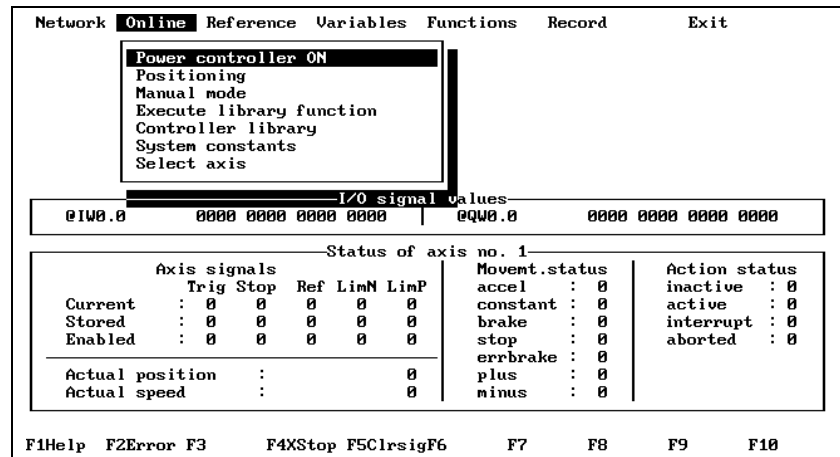 Network Online Reference Variables Functions Record Exit
Power controller ON
Positioning
Manual mode
Execute library function
Controller library
System constants
Select axis
I/O signal values
@IW0.0 0000 0000 0000 0000 @QW0.0 0000 0000 0000 0000
Status of axis no. 1
Axis signals Movemt.status Action status
Trig Stop Ref LimN LimP accel : 0 inactive : 0
Current : 0 0 0 0 0 constant : 0 active : 0
Stored : 0 0 0 0 0 brake : 0 interrupt : 0
Enabled : 0 0 0 0 0 stop : 0 aborted : 0
errbrake : 0
Actual position : 0 plus : 0
Actual speed : 0 minus : 0
F1Help F2Error F3 F4XStop F5ClrsigF6 F7 F8 F9 F10